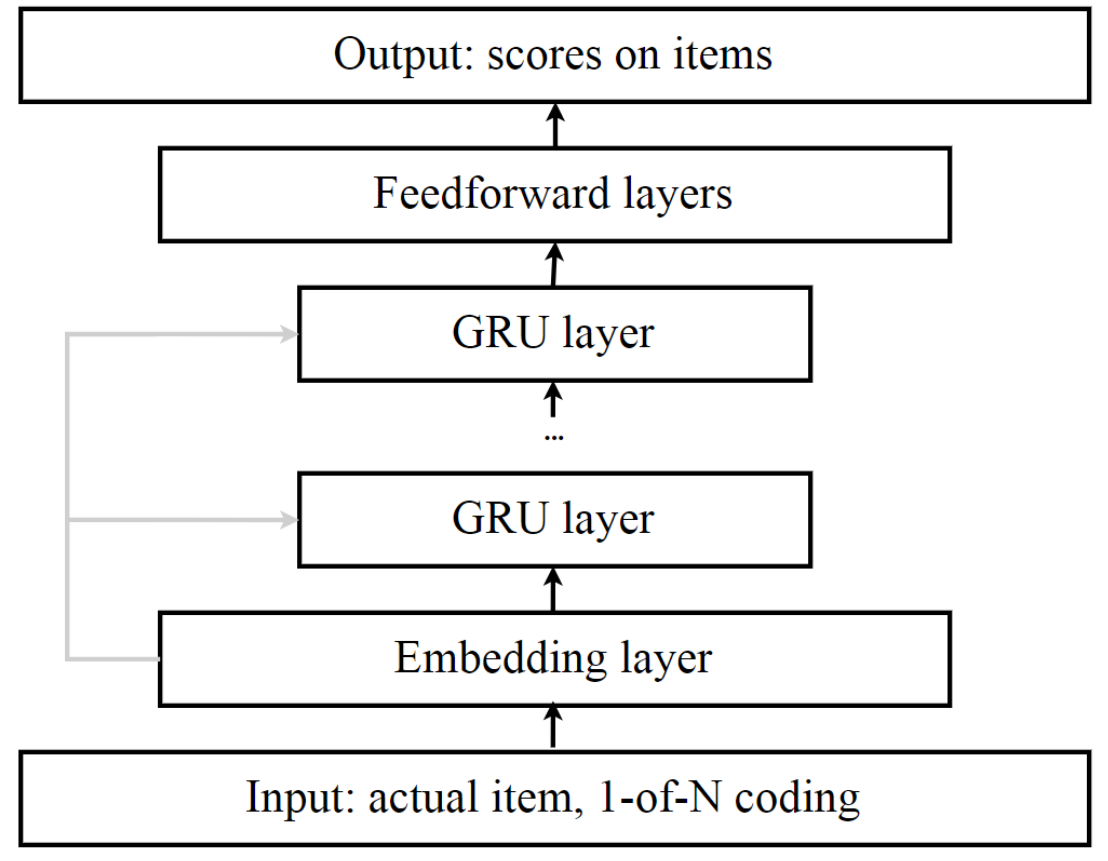 Output: scores on items
Feedforward layers
GRU layer
...
GRU layer
Embedding layer
Input: actual item, 1-of-N coding